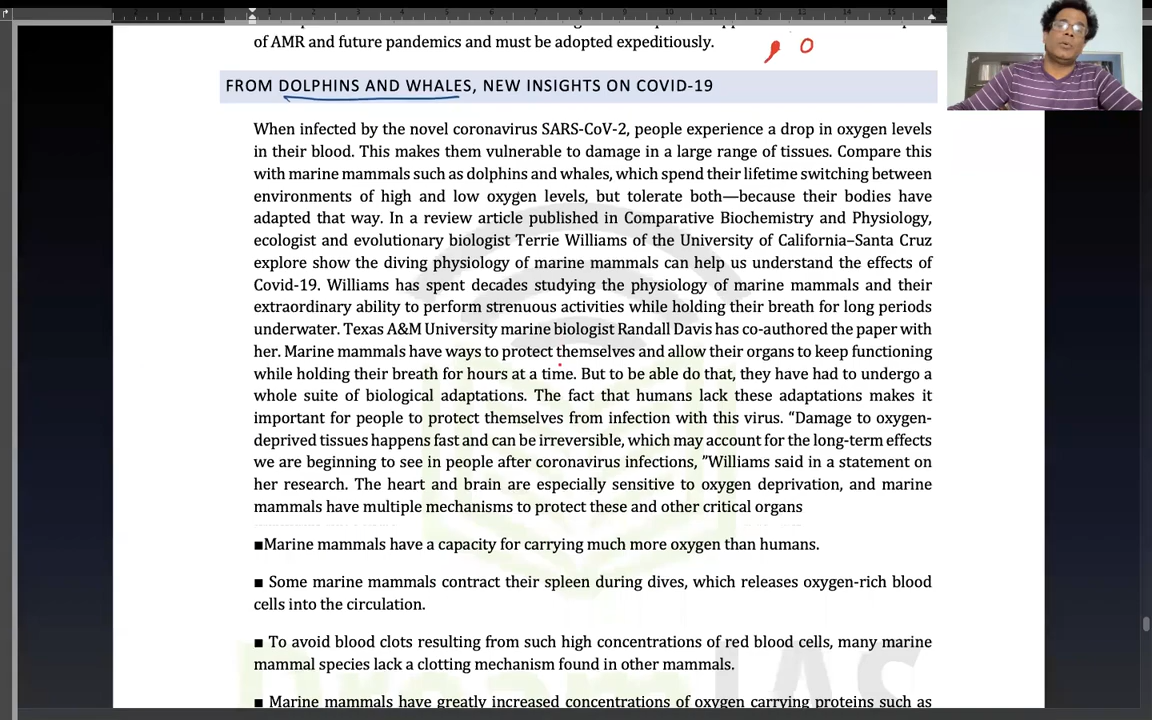 of AMR and future pandemics and must be adopted expeditiously.
FROM DOLPHINS AND WHALES, NEW INSIGHTS ON COVID-19
When infected by the novel coronavirus SARS-CoV-2, people experience a drop in oxygen levels
in their blood. This makes them vulnerable to damage in a large range of tissues. Compare this
with marine mammals such as dolphins and whales, which spend their lifetime switching between
environments of high and low oxygen levels, but tolerate both—because their bodies have
adapted that way. In a review article published in Comparative Biochemistry and Physiology,
ecologist and evolutionary biologist Terrie Williams of the University of California–Santa Cruz
explore show the diving physiology of marine mammals can help us understand the effects of
Covid-19. Williams has spent decades studying the physiology of marine mammals and their
extraordinary ability to perform strenuous activities while holding their breath for long periods
underwater. Texas A&M University marine biologist Randall Davis has co-authored the paper with
her. Marine mammals have ways to protect themselves and allow their organs to keep functioning
while holding their breath for hours at a time. But to be able do that, they have had to undergo a
whole suite of biological adaptations. The fact that humans lack these adaptations makes it
important for people to protect themselves from infection with this virus. “Damage to oxygen-
deprived tissues happens fast and can be irreversible, which may account for the long-term effects
we are beginning to see in people after coronavirus infections, ”Williams said in a statement on
her research. The heart and brain are especially sensitive to oxygen deprivation, and marine
mammals have multiple mechanisms to protect these and other critical organs
■Marine mammals have a capacity for carrying much more oxygen than humans.
■ Some marine mammals contract their spleen during dives, which releases oxygen-rich blood
cells into the circulation.
■ To avoid blood clots resulting from such high concentrations of red blood cells, many marine
mammal species lack a clotting mechanism found in other mammals.
■ Marine mammals have greatly increased concentrations of oxygen carrying proteins such as